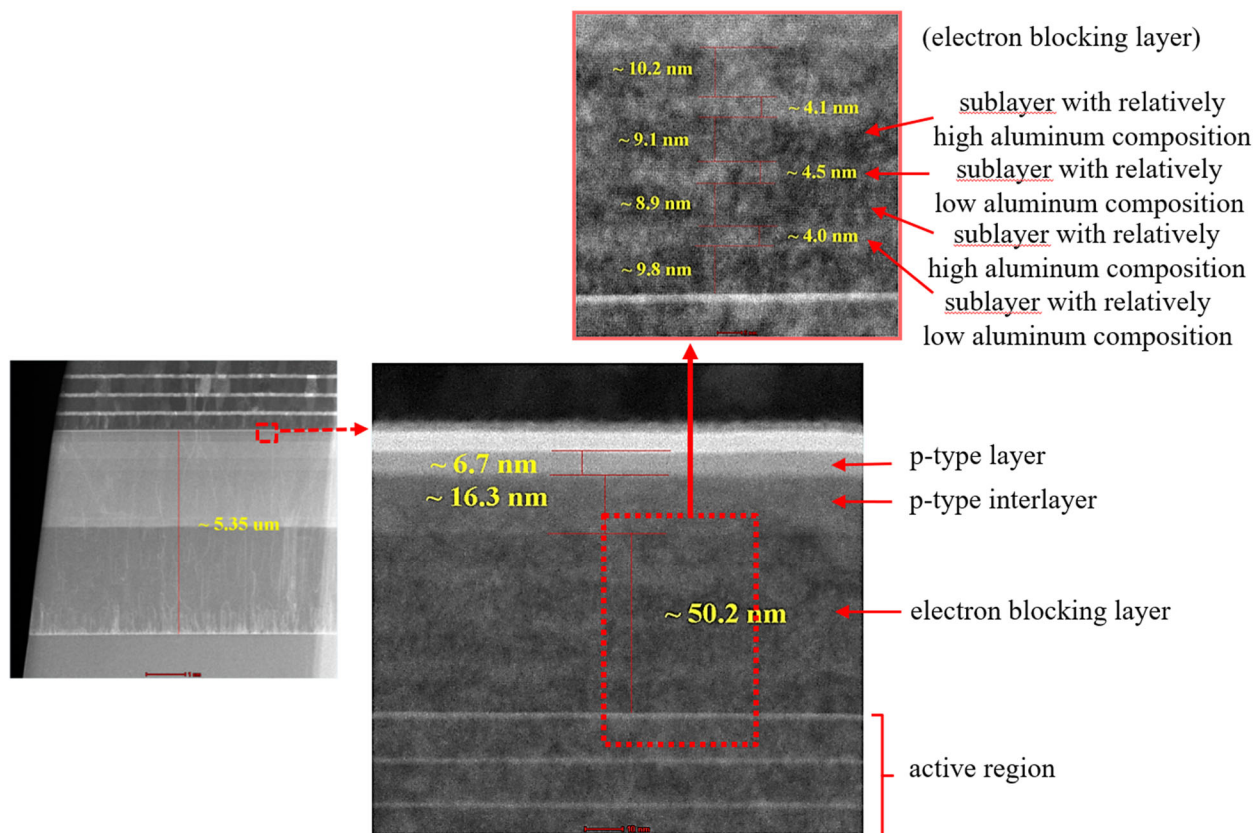 (electron blocking layer)
~ 10.2 nm
~ 4.1 nm
sublayer with relatively
high aluminum composition
~ 9.1 nm
~ 4.5 nm
sublayer with relatively
low aluminum composition
~ 8.9 nm
sublayer with relatively
high aluminum composition
~ 4.0 nm
~ 9.8 nm
sublayer with relatively
low aluminum composition
~ 5.35 um
~ 6.7 nm
~ 16.3 nm
p-type layer
p-type interlayer
~ 50.2 nm
electron blocking layer
active region
10 nm